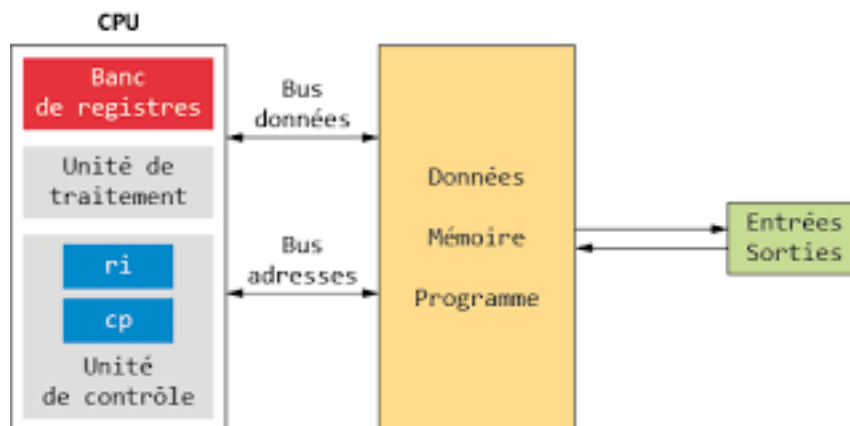 CPU
Banc
de registres
Unité de
traitement
ri
cp
Unité
de contrôle
Bus
données
Bus
adresses
Données
Mémoire
Programme
Entrées
Sorties